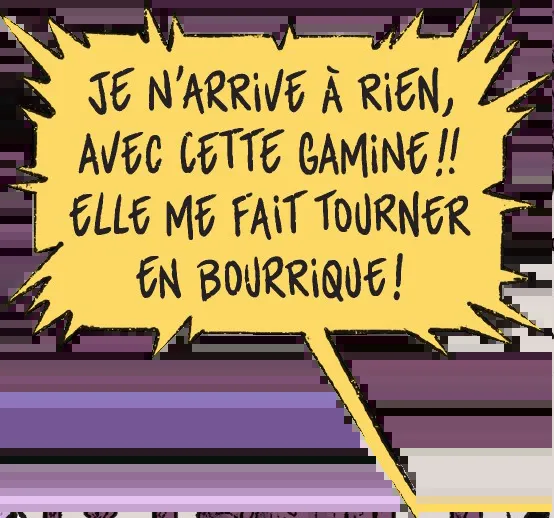 JE N'ARRIVE À RIEN,
AVEC CETTE GAMINE!!
ELLE ME FAIT TOURNER
EN BOURRIQUE!